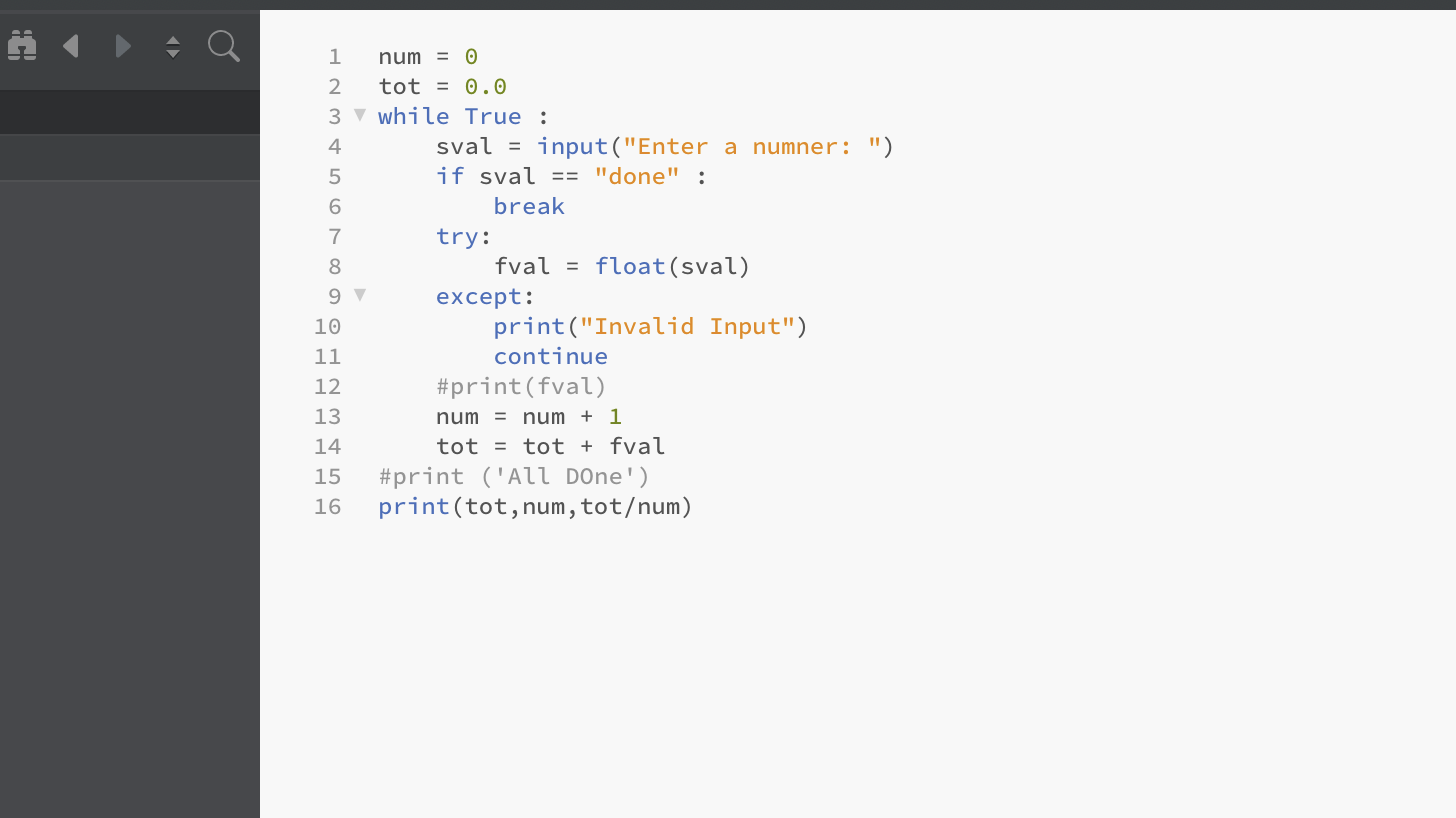 1 num = 0
2 tot = 0.0
3 while True :
4     sval = input("Enter a numner: ")
5     if sval == "done" :
6         break
7     try:
8         fval = float(sval)
9     except:
10         print("Invalid Input")
11         continue
12     #print(fval)
13     num = num + 1
14     tot = tot + fval
15 #print ('All DOne')
16 print(tot,num,tot/num)